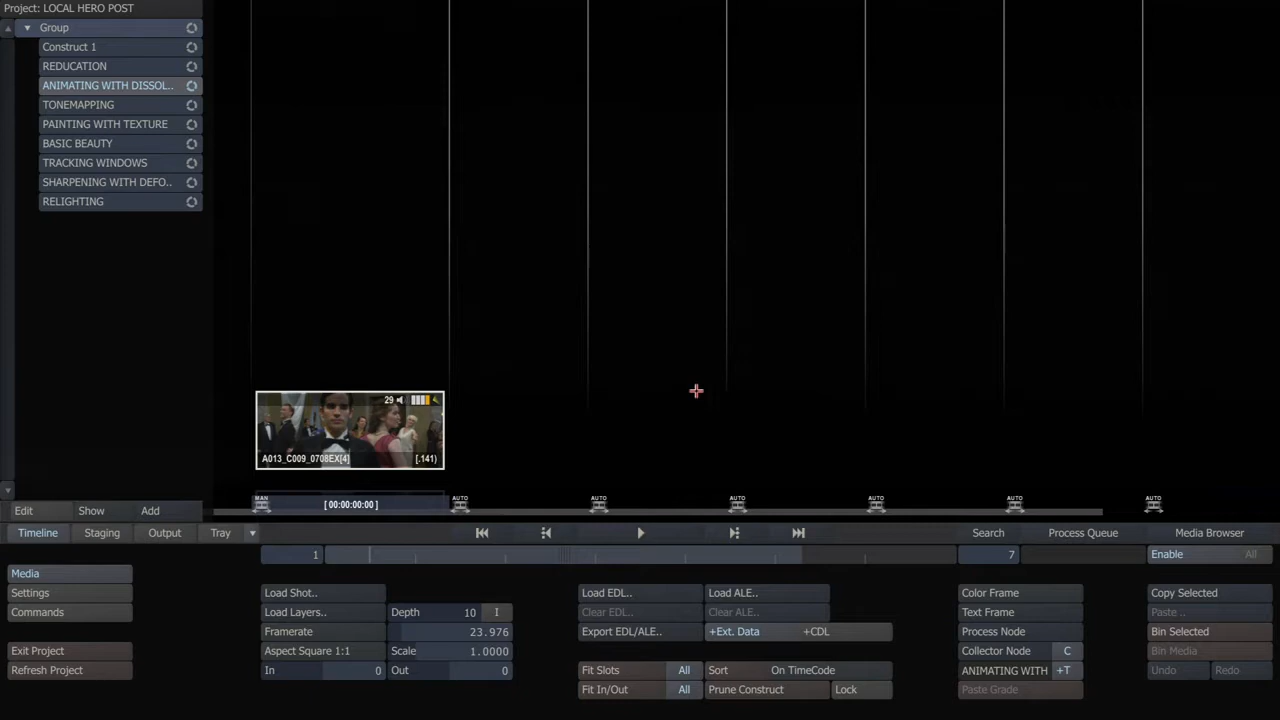 Project: LOCAL HERO POST
Group
Construct 1
REDUCATION
ANIMATING WITH DISSOL..
TONEMAPPING
PAINTING WITH TEXTURE
BASIC BEAUTY
TRACKING WINDOWS
SHARPENING WITH DEFO..
RELIGHTING
29
A013_C009_0708EX[4] [.141)
MAN [ 00:00:00:00 ] AUTO AUTO AUTO AUTO AUTO AUTO
Edit Show Add
Timeline Staging Output Tray Search Process Queue Media Browser
1 7 Enable All
Media
Settings
Commands
Exit Project
Refresh Project
Load Shot..
Load Layers.. Depth 10 I
Framerate 23.976
Aspect Square 1:1 Scale 1.0000
In 0 Out 0
Load EDL.. Load ALE..
Clear EDL.. Clear ALE..
Export EDL/ALE.. +Ext. Data +CDL
Fit Slots All Sort On TimeCode
Fit In/Out All Prune Construct Lock
Color Frame
Text Frame
Process Node
Collector Node C
ANIMATING WITH +T
Paste Grade
Copy Selected
Paste ..
Bin Selected
Bin Media
Undo Redo